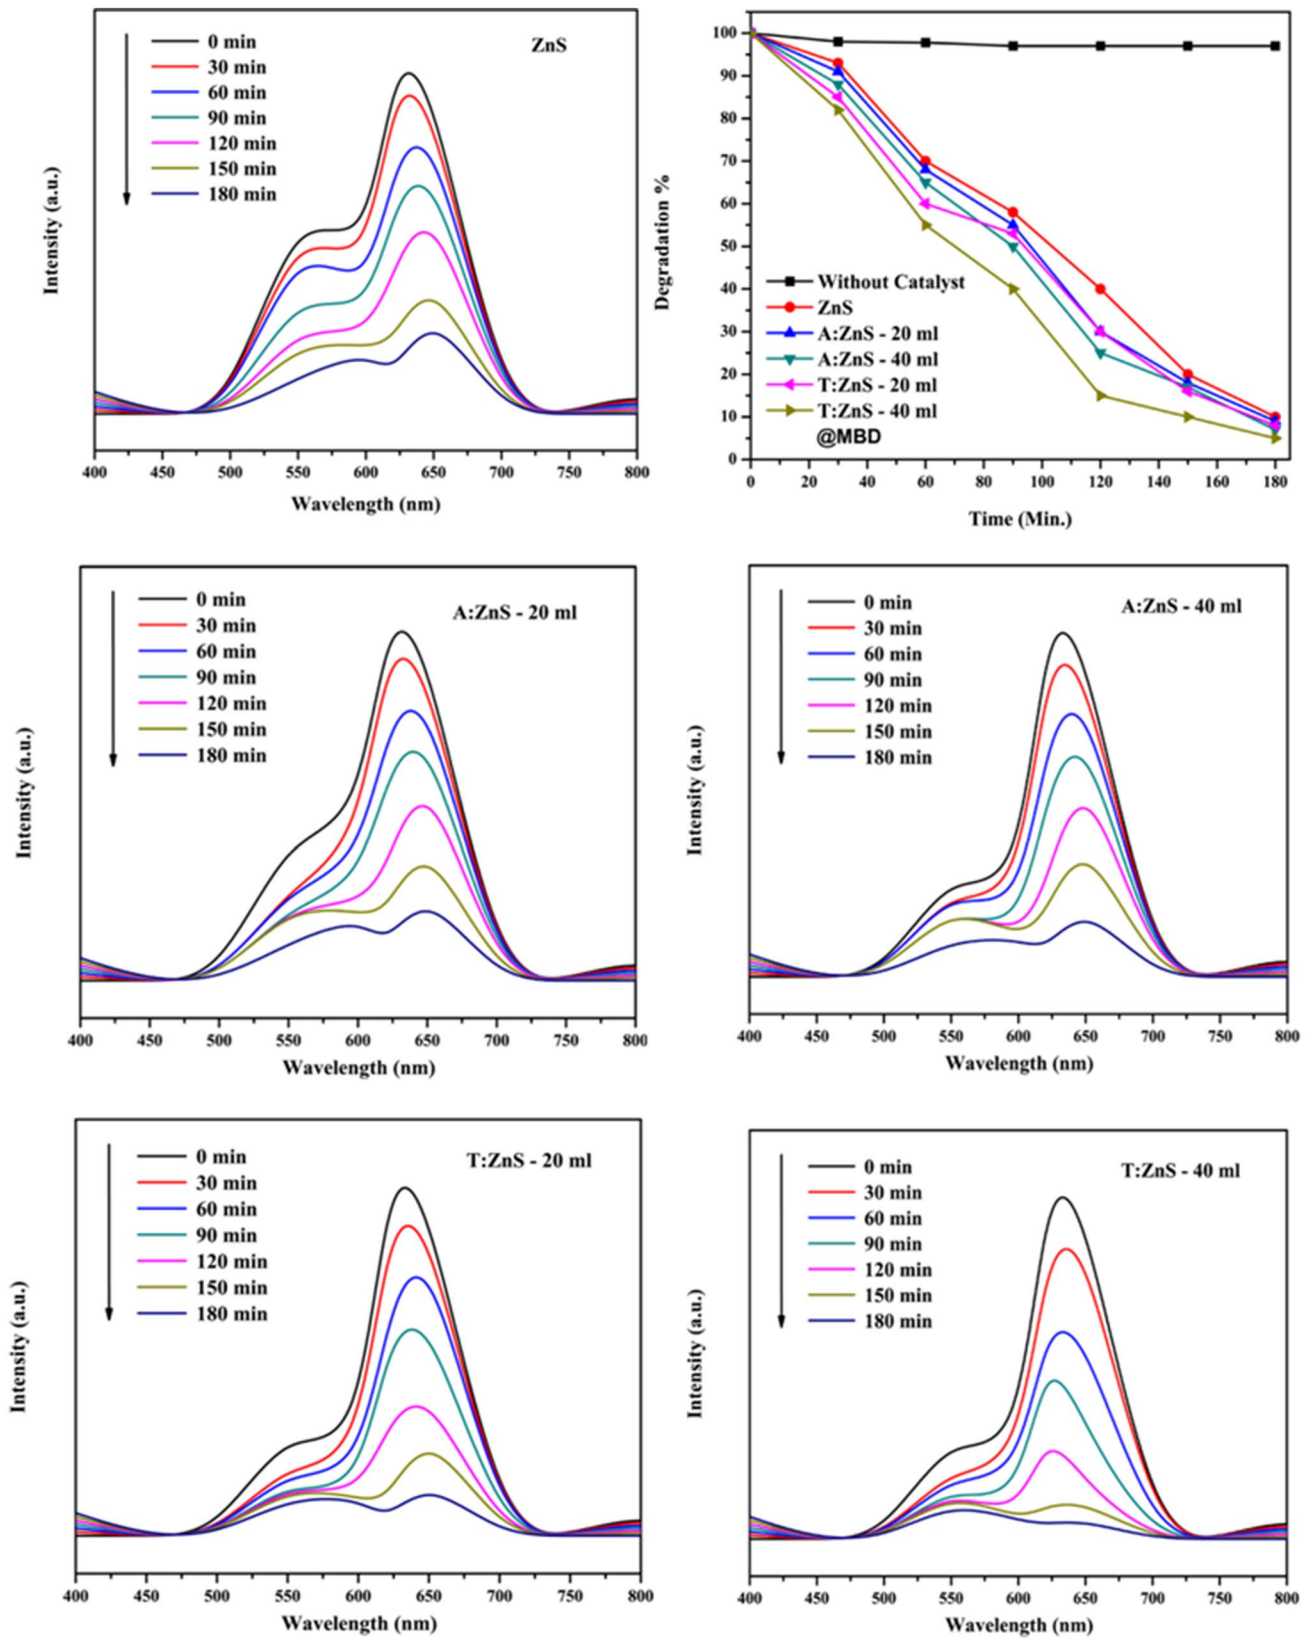 0 min
30 min
60 min
90 min
120 min
150 min
180 min
ZnS
Intensity (a.u.)
400 450 500 550 600 650 700 750 800
Wavelength (nm)
100
90
80
70
60
50
40
30
20
10
0
Degradation %
Without Catalyst
ZnS
A:ZnS - 20 ml
A:ZnS - 40 ml
T:ZnS - 20 ml
T:ZnS - 40 ml
@MBD
0 20 40 60 80 100 120 140 160 180
Time (Min.)
0 min
30 min
60 min
90 min
120 min
150 min
180 min
A:ZnS - 20 ml
Intensity (a.u.)
400 450 500 550 600 650 700 750 800
Wavelength (nm)
0 min
30 min
60 min
90 min
120 min
150 min
180 min
A:ZnS - 40 ml
Intensity (a.u.)
400 450 500 550 600 650 700 750 800
Wavelength (nm)
0 min
30 min
60 min
90 min
120 min
150 min
180 min
T:ZnS - 20 ml
Intensity (a.u.)
400 450 500 550 600 650 700 750 800
Wavelength (nm)
0 min
30 min
60 min
90 min
120 min
150 min
180 min
T:ZnS - 40 ml
Intensity (a.u.)
400 450 500 550 600 650 700 750 800
Wavelength (nm)